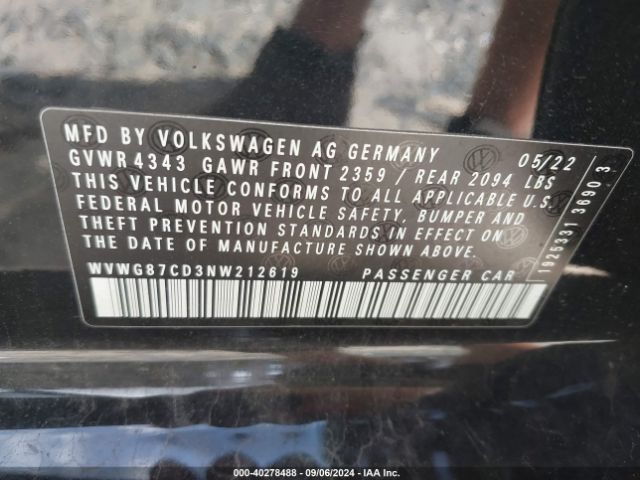 MFD BY VOLKSWAGEN AG GERMANY 05/22
GVWR 4343 GAWR FRONT 2359 / REAR 2094 LBS
THIS VEHICLE CONFORMS TO ALL APPLICABLE U.S.
FEDERAL MOTOR VEHICLE SAFETY, BUMPER AND
THEFT PREVENTION STANDARDS IN EFFECT ON
THE DATE OF MANUFACTURE SHOWN ABOVE.
WVWG87CD3NW212619 PASSENGER CAR
1925331 3690 3
000-40278488 - 09/06/2024 - IAA Inc.